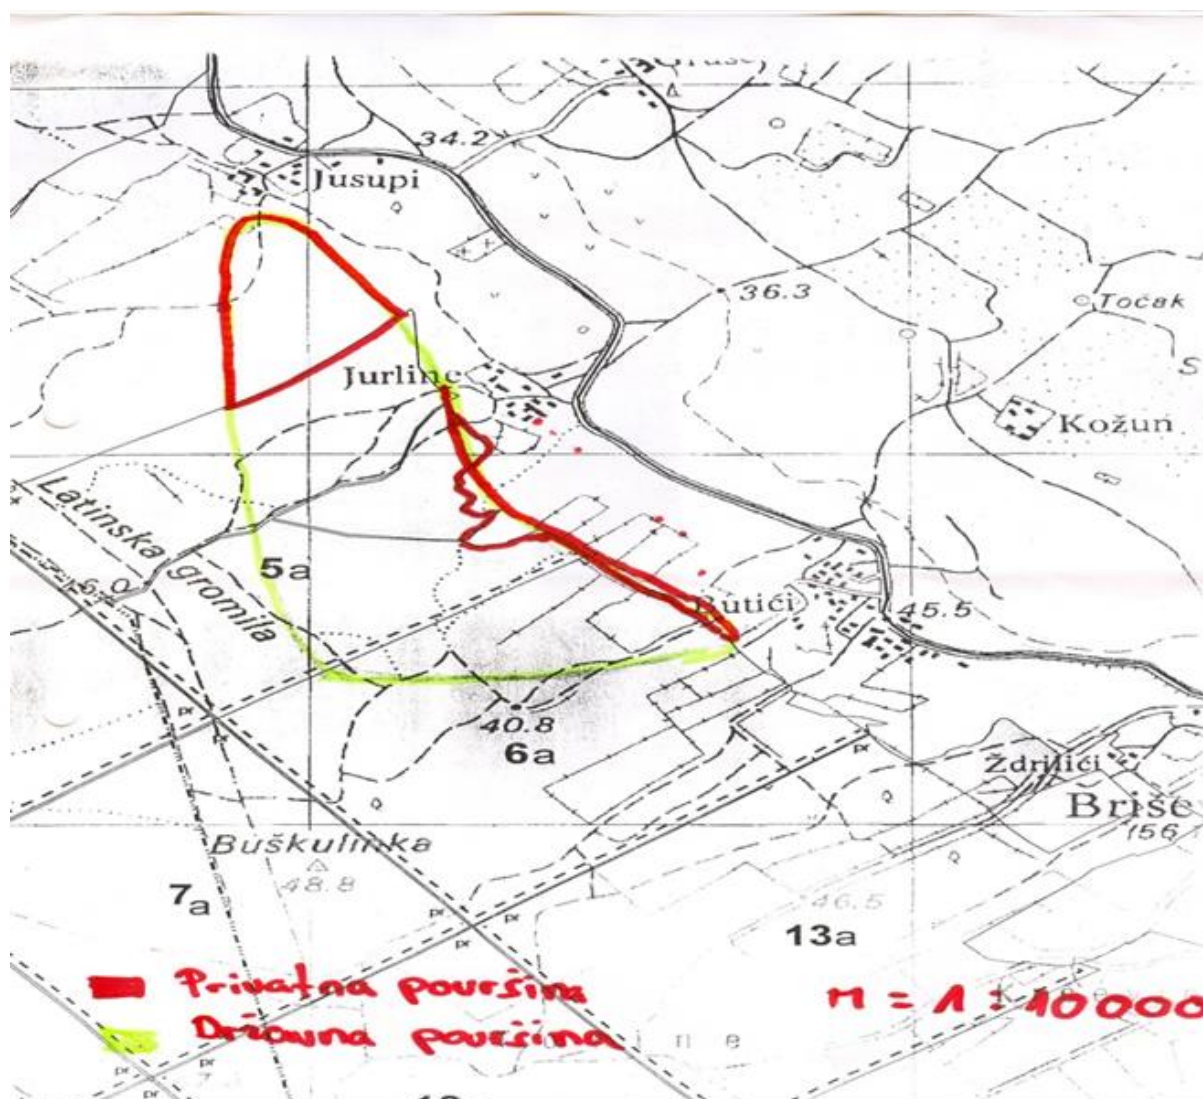 34.2
Jusupi
36.3
Točak
Jurline
Kožun
Latinska
gromila
5a
Butići
45.5
40.8
6a
Ždrilići
Briše
156
Buškulinka
48.8
7a
46.5
13a
Privatna površina
M = 1 : 10000
Državna površina